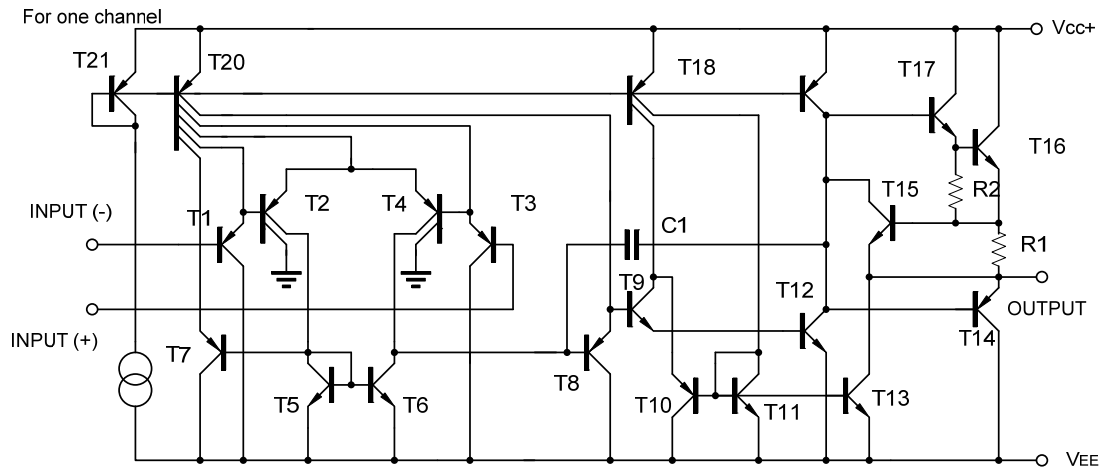 For one channel
Vcc+
T21
T20
T18
T17
T16
T15
R2
INPUT (-)
T1
T2
T4
T3
C1
R1
T9
T12
OUTPUT
INPUT (+)
T7
T8
T14
T5
T6
T10
T11
T13
VEE